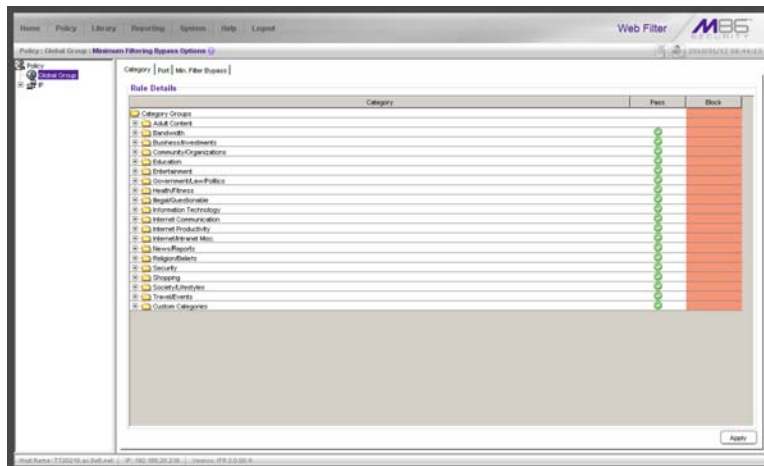 Home Policy Library Reporting System Help Logout
Web Filter
M86 SECURITY
Policy : Global Group : Minimum Filtering Bypass Options
Policy
Global Group
IP
Category Port Min. Filter Bypass
Rule Details
Category Pass Block
Category Groups
Adult Content
Bandwidth
Business/Investments
Community/Organizations
Education
Entertainment
Government/Law/Politics
Health/Fitness
Illegal/Questionable
Information Technology
Internet Communication
Internet Productivity
Internet/Intranet Misc
News/Reports
Religion/Beliefs
Security
Shopping
Society/Lifestyles
Travel/Events
Custom Categories
Apply
Host Name: